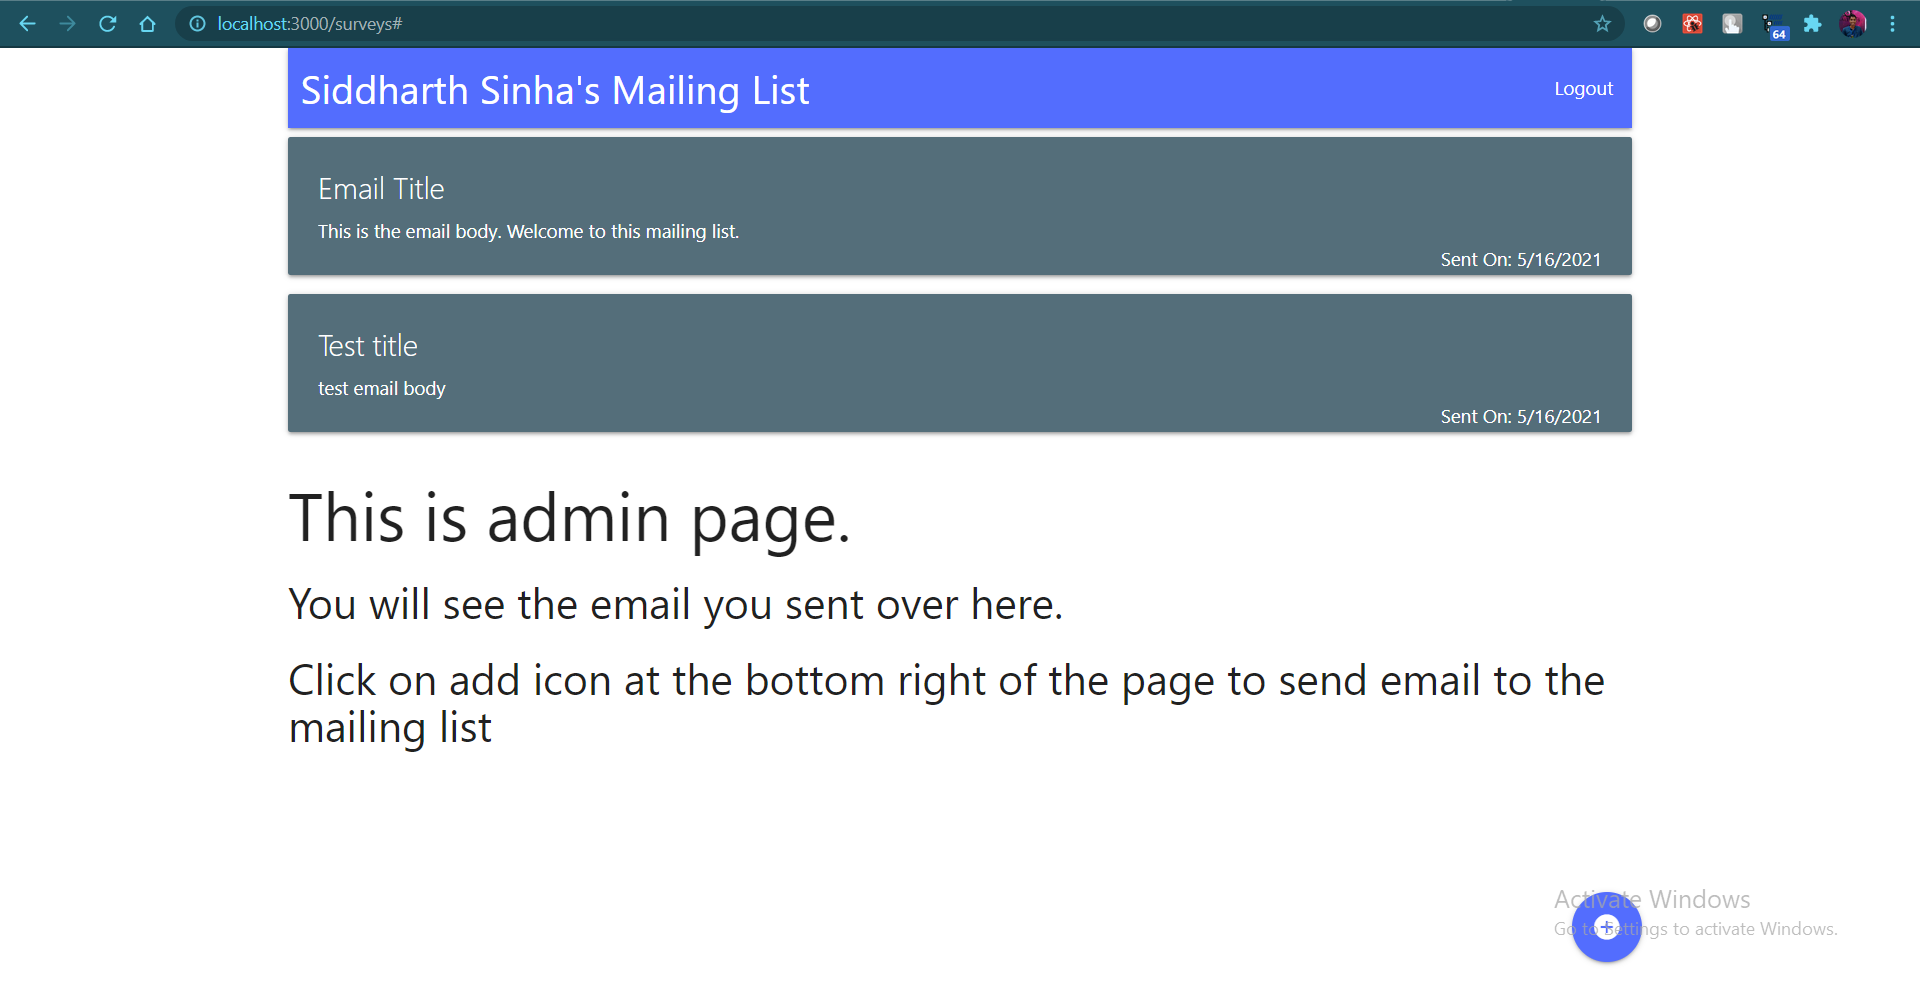 localhost:3000/surveys#
64
Siddharth Sinha's Mailing List
Logout
Email Title
This is the email body. Welcome to this mailing list.
Sent On: 5/16/2021
Test title
test email body
Sent On: 5/16/2021
This is admin page.
You will see the email you sent over here.
Click on add icon at the bottom right of the page to send email to the
mailing list
Activate Windows
Go to Settings to activate Windows.